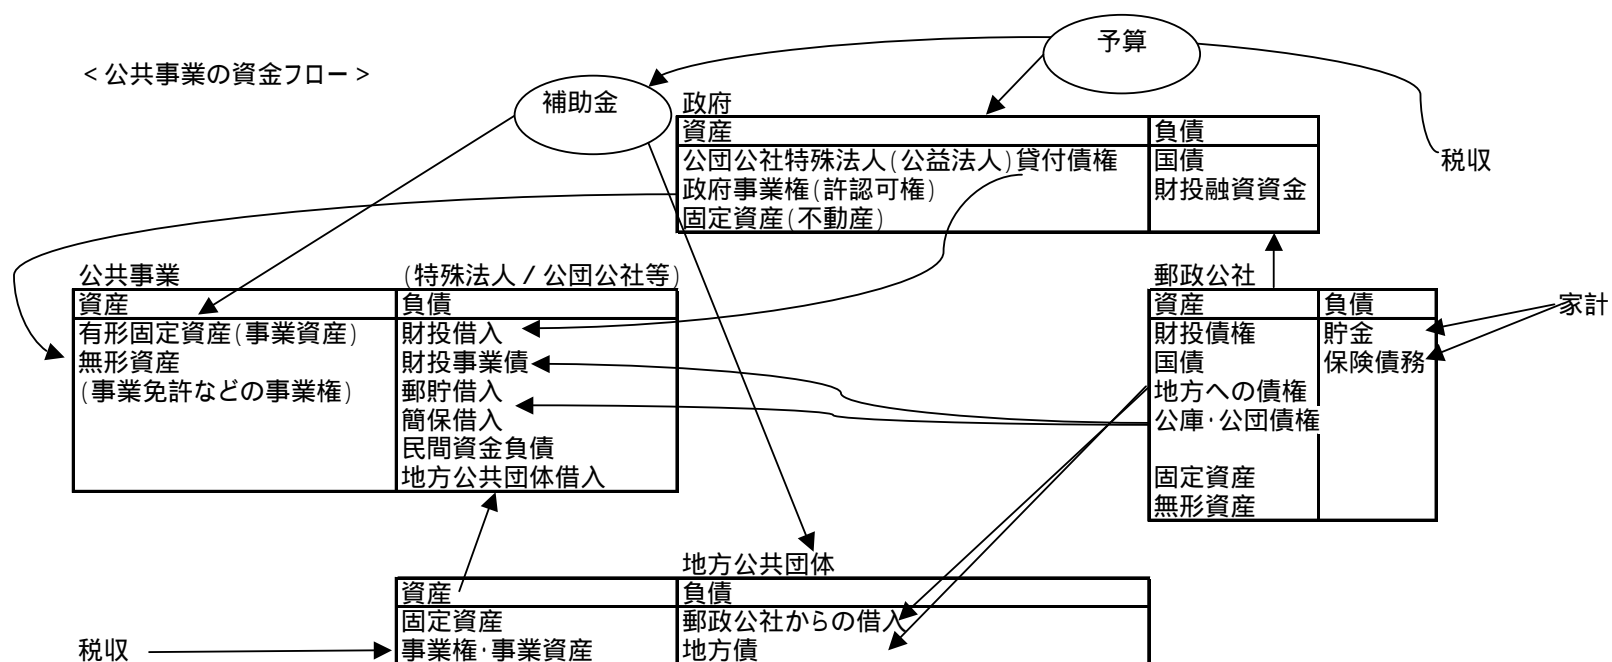 予算
<公共事業の資金フロー>
補助金
政府
資産 負債
公団公社特殊法人(公益法人)貸付債権 国債
政府事業権(許認可権) 財投融資資金
固定資産(不動産)
税収
公共事業 (特殊法人/公団公社等)
資産 負債
有形固定資産(事業資産) 財投借入
無形資産 財投事業債
(事業免許などの事業権) 郵貯借入
簡保借入
民間資金負債
地方公共団体借入
郵政公社
資産 負債
財投債権 貯金
国債 保険債務
地方への債権
公庫・公団債権
固定資産
無形資産
家計
地方公共団体
資産 負債
固定資産 郵政公社からの借入
事業権・事業資産 地方債
税収